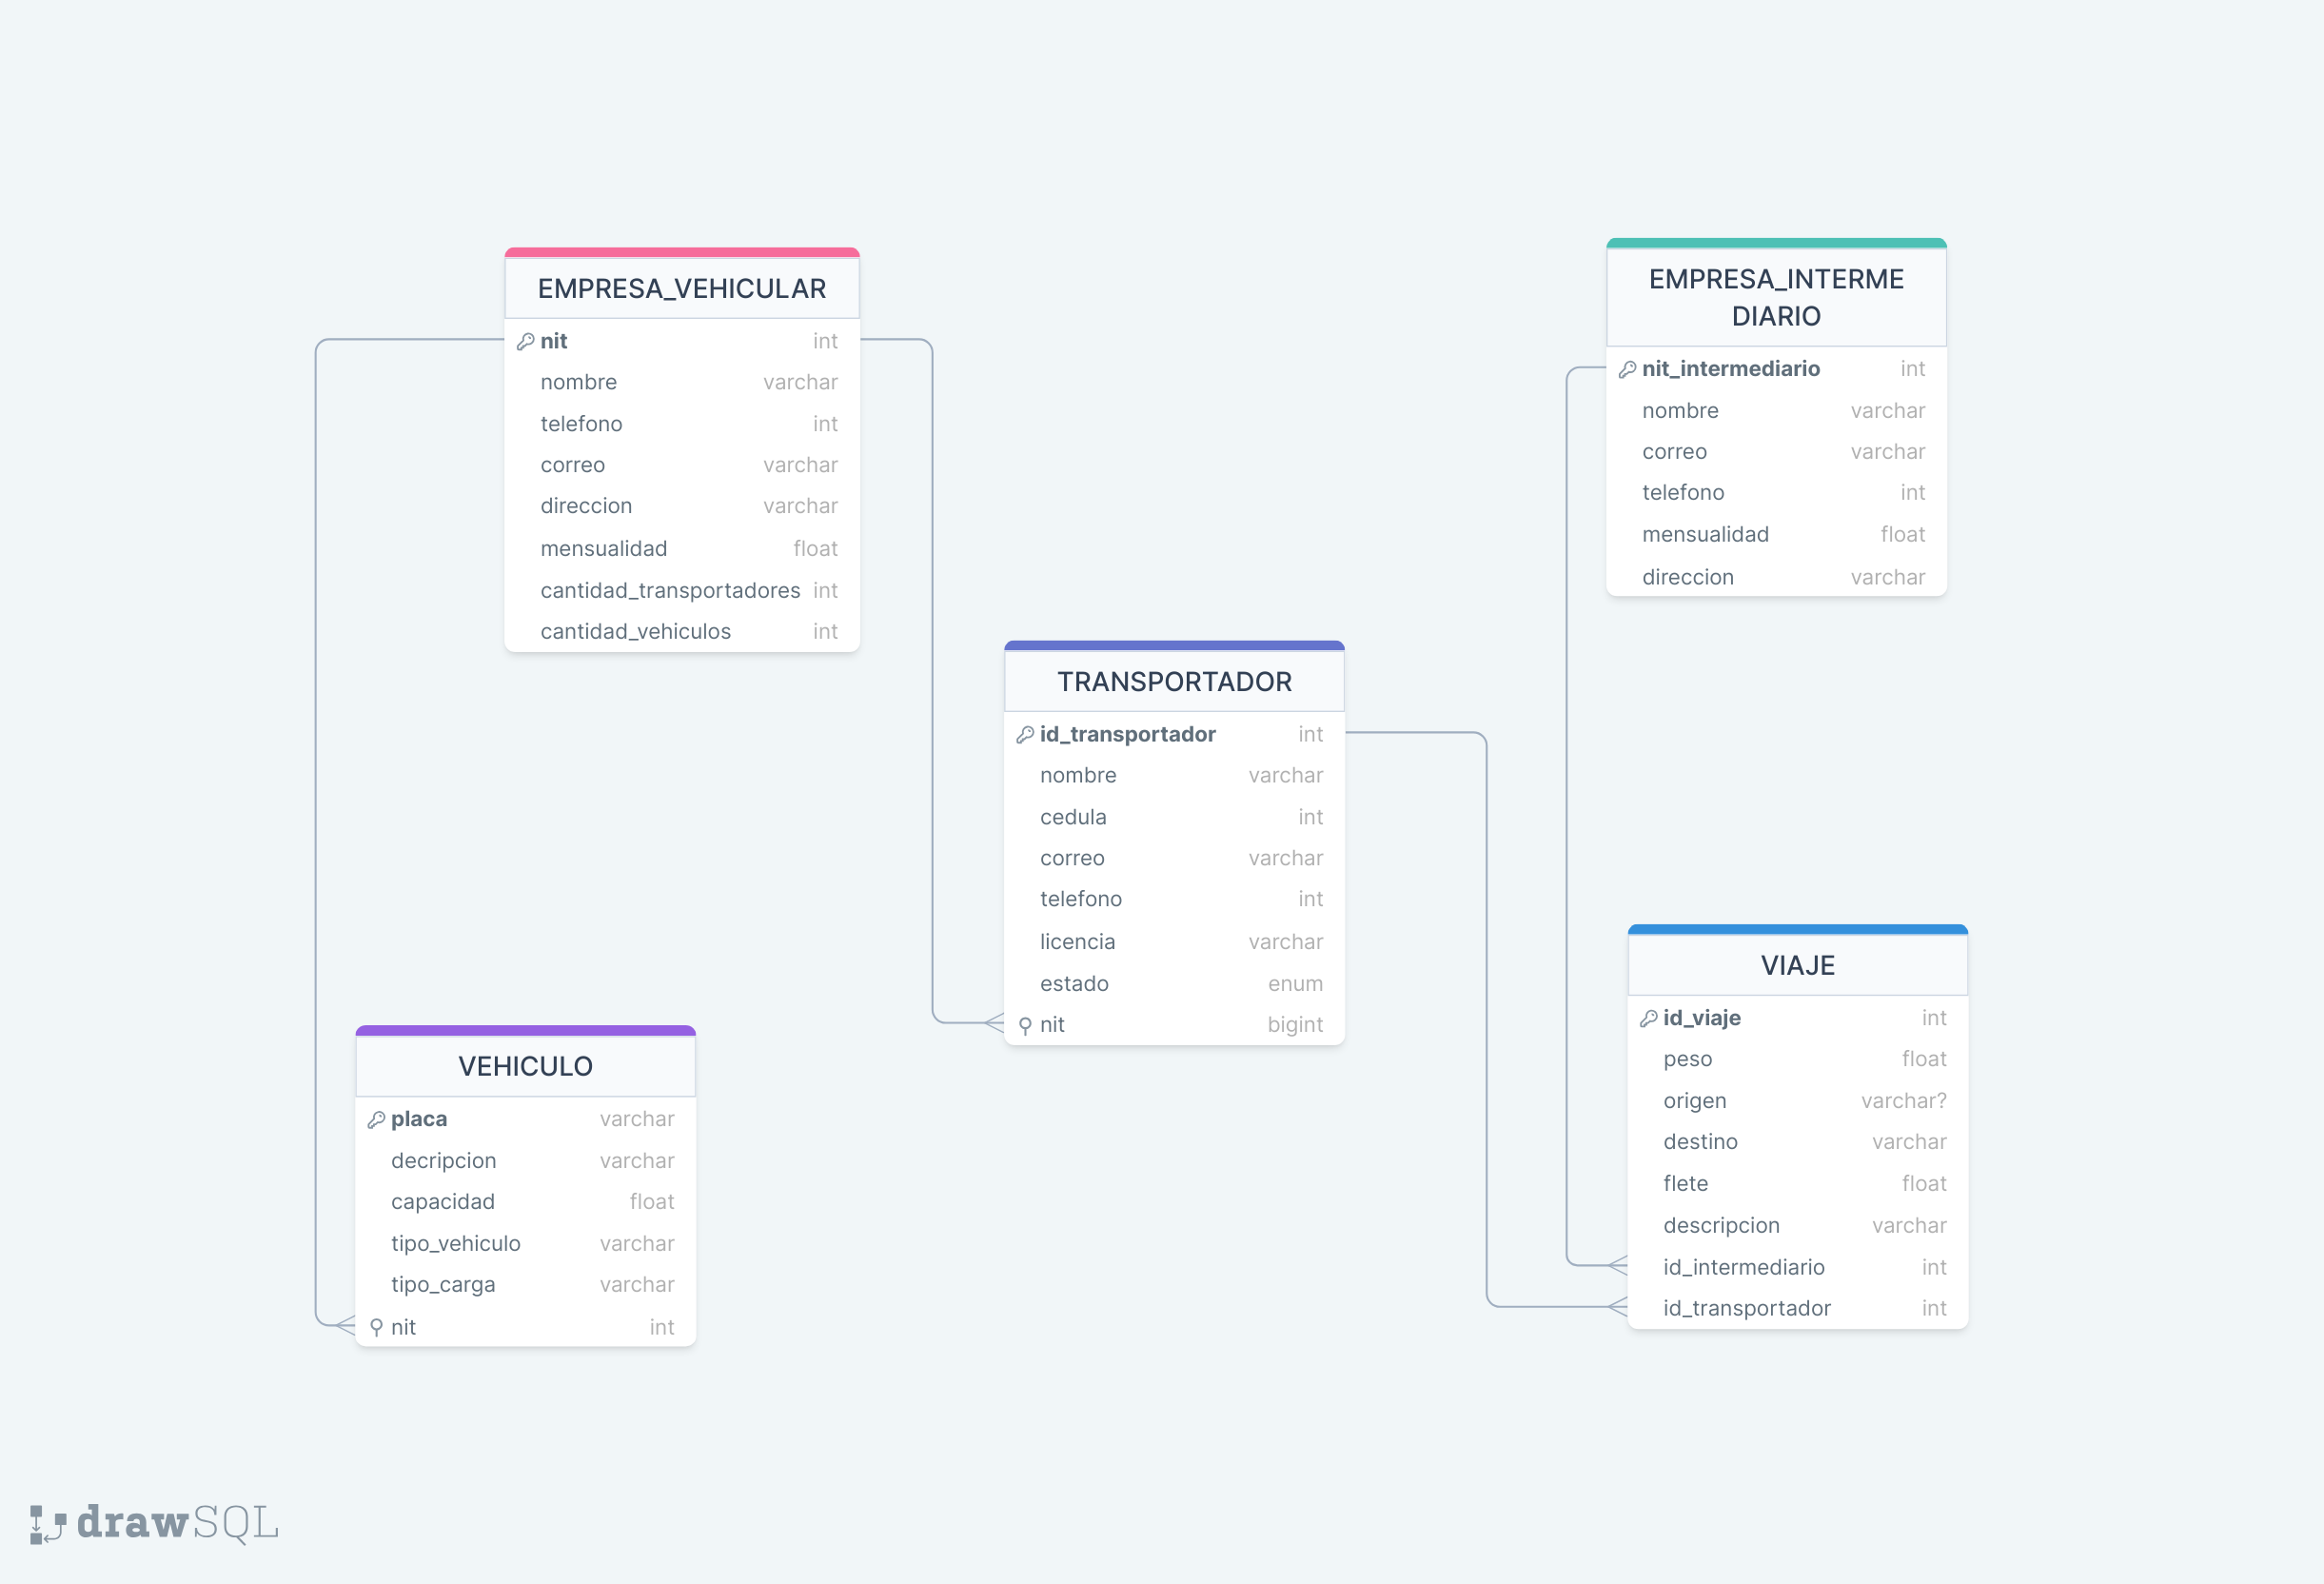 EMPRESA_VEHICULAR
nit int
nombre varchar
telefono int
correo varchar
direccion varchar
mensualidad float
cantidad_transportadores int
cantidad_vehiculos int
EMPRESA_INTERME
DIARIO
nit_intermediario int
nombre varchar
correo varchar
telefono int
mensualidad float
direccion varchar
TRANSPORTADOR
id_transportador int
nombre varchar
cedula int
correo varchar
telefono int
licencia varchar
estado enum
nit bigint
VIAJE
id_viaje int
peso float
origen varchar?
destino varchar
flete float
descripcion varchar
id_intermediario int
id_transportador int
VEHICULO
placa varchar
decripcion varchar
capacidad float
tipo_vehiculo varchar
tipo_carga varchar
nit int
drawSQL